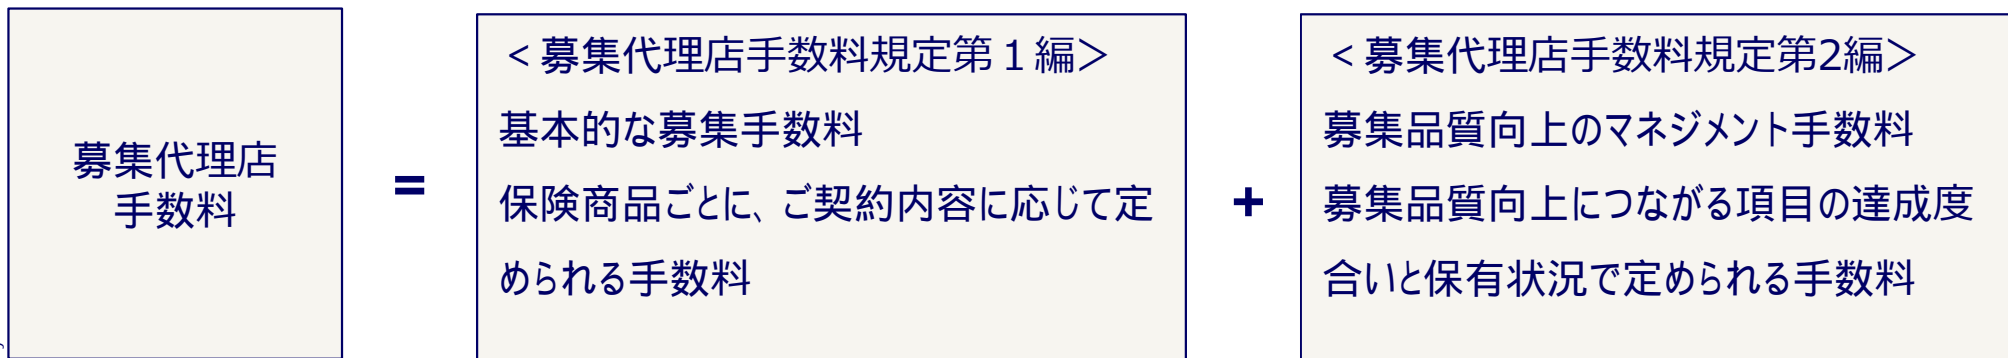 募集代理店
手数料
=
＜募集代理店手数料規定第１編＞
基本的な募集手数料
保険商品ごとに、ご契約内容に応じて定
められる手数料
+
＜募集代理店手数料規定第2編＞
募集品質向上のマネジメント手数料
募集品質向上につながる項目の達成度
合いと保有状況で定められる手数料